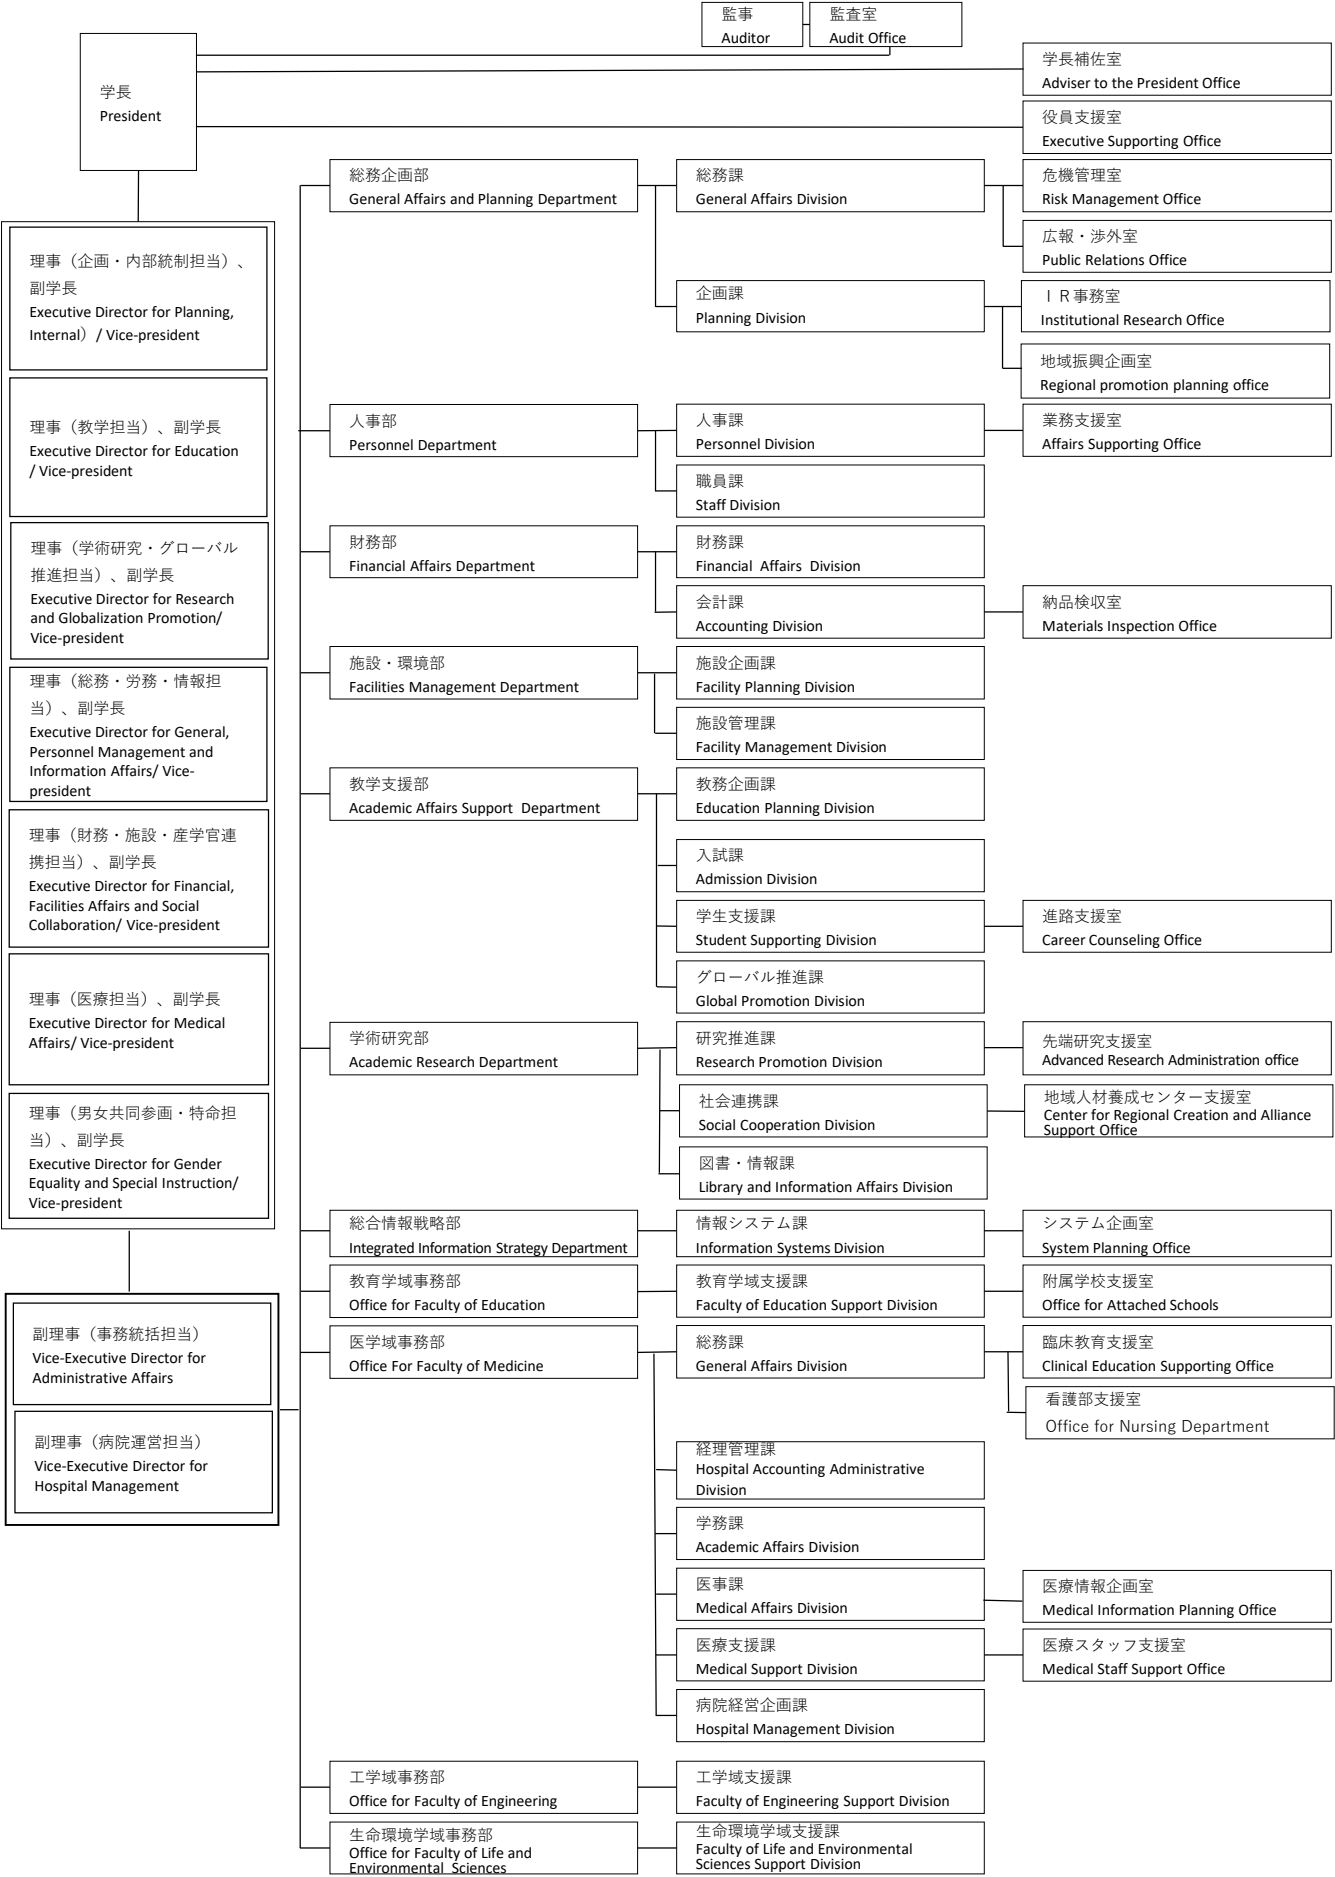 監事
Auditor
監査室
Audit Office
学長
President
学長補佐室
Adviser to the President Office
役員支援室
Executive Supporting Office
理事（企画・内部統制担当）、
副学長
Executive Director for Planning,
Internal）/ Vice-president
理事（教学担当）、副学長
Executive Director for Education
/ Vice-president
理事（学術研究・グローバル
推進担当）、副学長
Executive Director for Research
and Globalization Promotion/
Vice-president
理事（総務・労務・情報担
当）、副学長
Executive Director for General,
Personnel Management and
Information Affairs/ Vice-
president
理事（財務・施設・産学官連
携担当）、副学長
Executive Director for Financial,
Facilities Affairs and Social
Collaboration/ Vice-president
理事（医療担当）、副学長
Executive Director for Medical
Affairs/ Vice-president
理事（男女共同参画・特命担
当）、副学長
Executive Director for Gender
Equality and Special Instruction/
Vice-president
副理事（事務統括担当）
Vice-Executive Director for
Administrative Affairs
副理事（病院運営担当）
Vice-Executive Director for
Hospital Management
総務企画部
General Affairs and Planning Department
総務課
General Affairs Division
危機管理室
Risk Management Office
広報・渉外室
Public Relations Office
企画課
Planning Division
ＩＲ事務室
Institutional Research Office
地域振興企画室
Regional promotion planning office
人事部
Personnel Department
人事課
Personnel Division
業務支援室
Affairs Supporting Office
職員課
Staff Division
財務部
Financial Affairs Department
財務課
Financial Affairs Division
会計課
Accounting Division
納品検収室
Materials Inspection Office
施設・環境部
Facilities Management Department
施設企画課
Facility Planning Division
施設管理課
Facility Management Division
教学支援部
Academic Affairs Support Department
教務企画課
Education Planning Division
入試課
Admission Division
学生支援課
Student Supporting Division
進路支援室
Career Counseling Office
グローバル推進課
Global Promotion Division
学術研究部
Academic Research Department
研究推進課
Research Promotion Division
先端研究支援室
Advanced Research Administration office
社会連携課
Social Cooperation Division
地域人材養成センター支援室
Center for Regional Creation and Alliance
Support Office
図書・情報課
Library and Information Affairs Division
総合情報戦略部
Integrated Information Strategy Department
情報システム課
Information Systems Division
システム企画室
System Planning Office
教育学域事務部
Office for Faculty of Education
教育学域支援課
Faculty of Education Support Division
附属学校支援室
Office for Attached Schools
医学域事務部
Office For Faculty of Medicine
総務課
General Affairs Division
臨床教育支援室
Clinical Education Supporting Office
看護部支援室
Office for Nursing Department
経理管理課
Hospital Accounting Administrative
Division
学務課
Academic Affairs Division
医事課
Medical Affairs Division
医療情報企画室
Medical Information Planning Office
医療支援課
Medical Support Division
医療スタッフ支援室
Medical Staff Support Office
病院経営企画課
Hospital Management Division
工学域事務部
Office for Faculty of Engineering
工学域支援課
Faculty of Engineering Support Division
生命環境学域事務部
Office for Faculty of Life and
Environmental Sciences
生命環境学域支援課
Faculty of Life and Environmental
Sciences Support Division